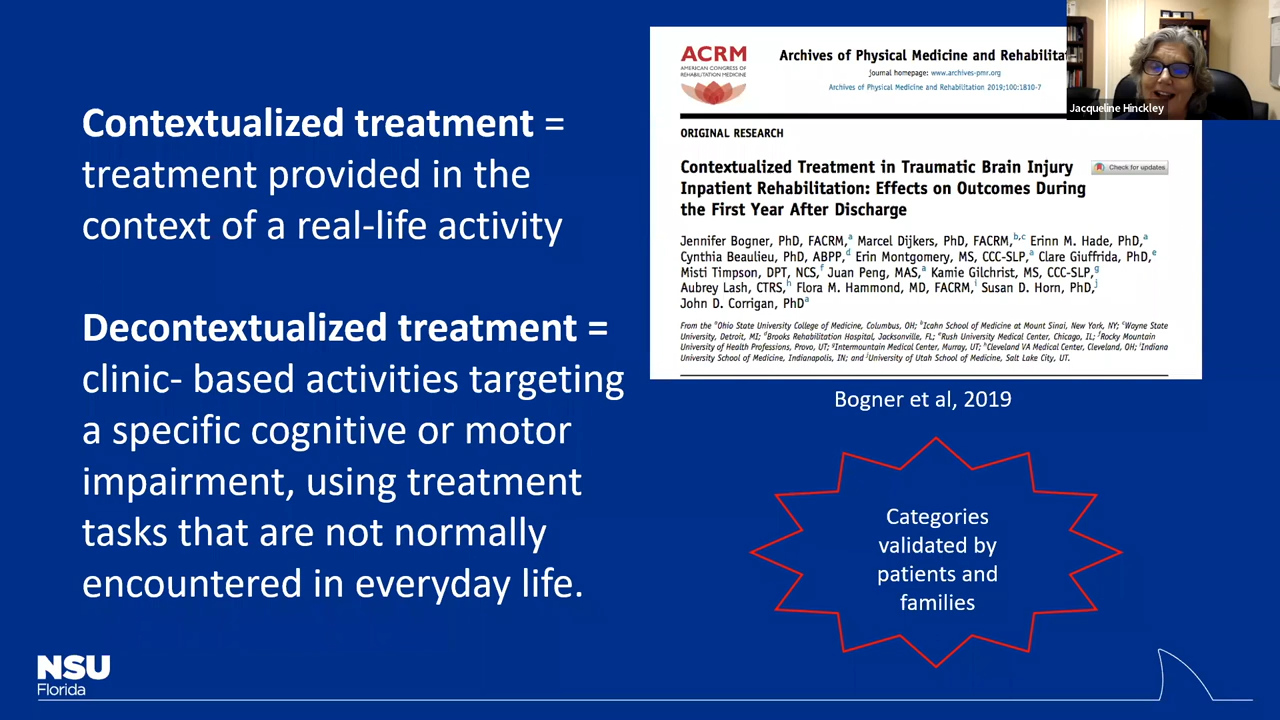 Contextualized treatment =
treatment provided in the
context of a real-life activity
Decontextualized treatment =
clinic- based activities targeting
a specific cognitive or motor
impairment, using treatment
tasks that are not normally
encountered in everyday life.
NSU
Florida
ACRM
AMERICAN CONGRESS OF
REHABILITATION MEDICINE
Archives of Physical Medicine and Rehabilitat
journal homepage: www.archives-pmr.org
Archives of Physical Medicine and Rehabilitation 2019;100:1810-7
Jacqueline Hinckley
ORIGINAL RESEARCH
Contextualized Treatment in Traumatic Brain Injury
Inpatient Rehabilitation: Effects on Outcomes During
the First Year After Discharge
Check for updates
Jennifer Bogner, PhD, FACRM,a Marcel Dijkers, PhD, FACRM,b,c Erinn M. Hade, PhD,a
Cynthia Beaulieu, PhD, ABPP,d Erin Montgomery, MS, CCC-SLP,a Clare Giuffrida, PhD,e
Misti Timpson, DPT, NCS,f Juan Peng, MAS,a Kamie Gilchrist, MS, CCC-SLP,g
Aubrey Lash, CTRS,h Flora M. Hammond, MD, FACRM,i Susan D. Horn, PhD,j
John D. Corrigan, PhDa
From the aOhio State University College of Medicine, Columbus, OH; bIcahn School of Medicine at Mount Sinai, New York, NY; cWayne State
University, Detroit, MI; dBrooks Rehabilitation Hospital, Jacksonville, FL; eRush University Medical Center, Chicago, IL; fRocky Mountain
University of Health Professions, Provo, UT; gIntermountain Medical Center, Murray, UT; hCleveland VA Medical Center, Cleveland, OH; iIndiana
University School of Medicine, Indianapolis, IN; and jUniversity of Utah School of Medicine, Salt Lake City, UT.
Bogner et al, 2019
Categories
validated by
patients and
families